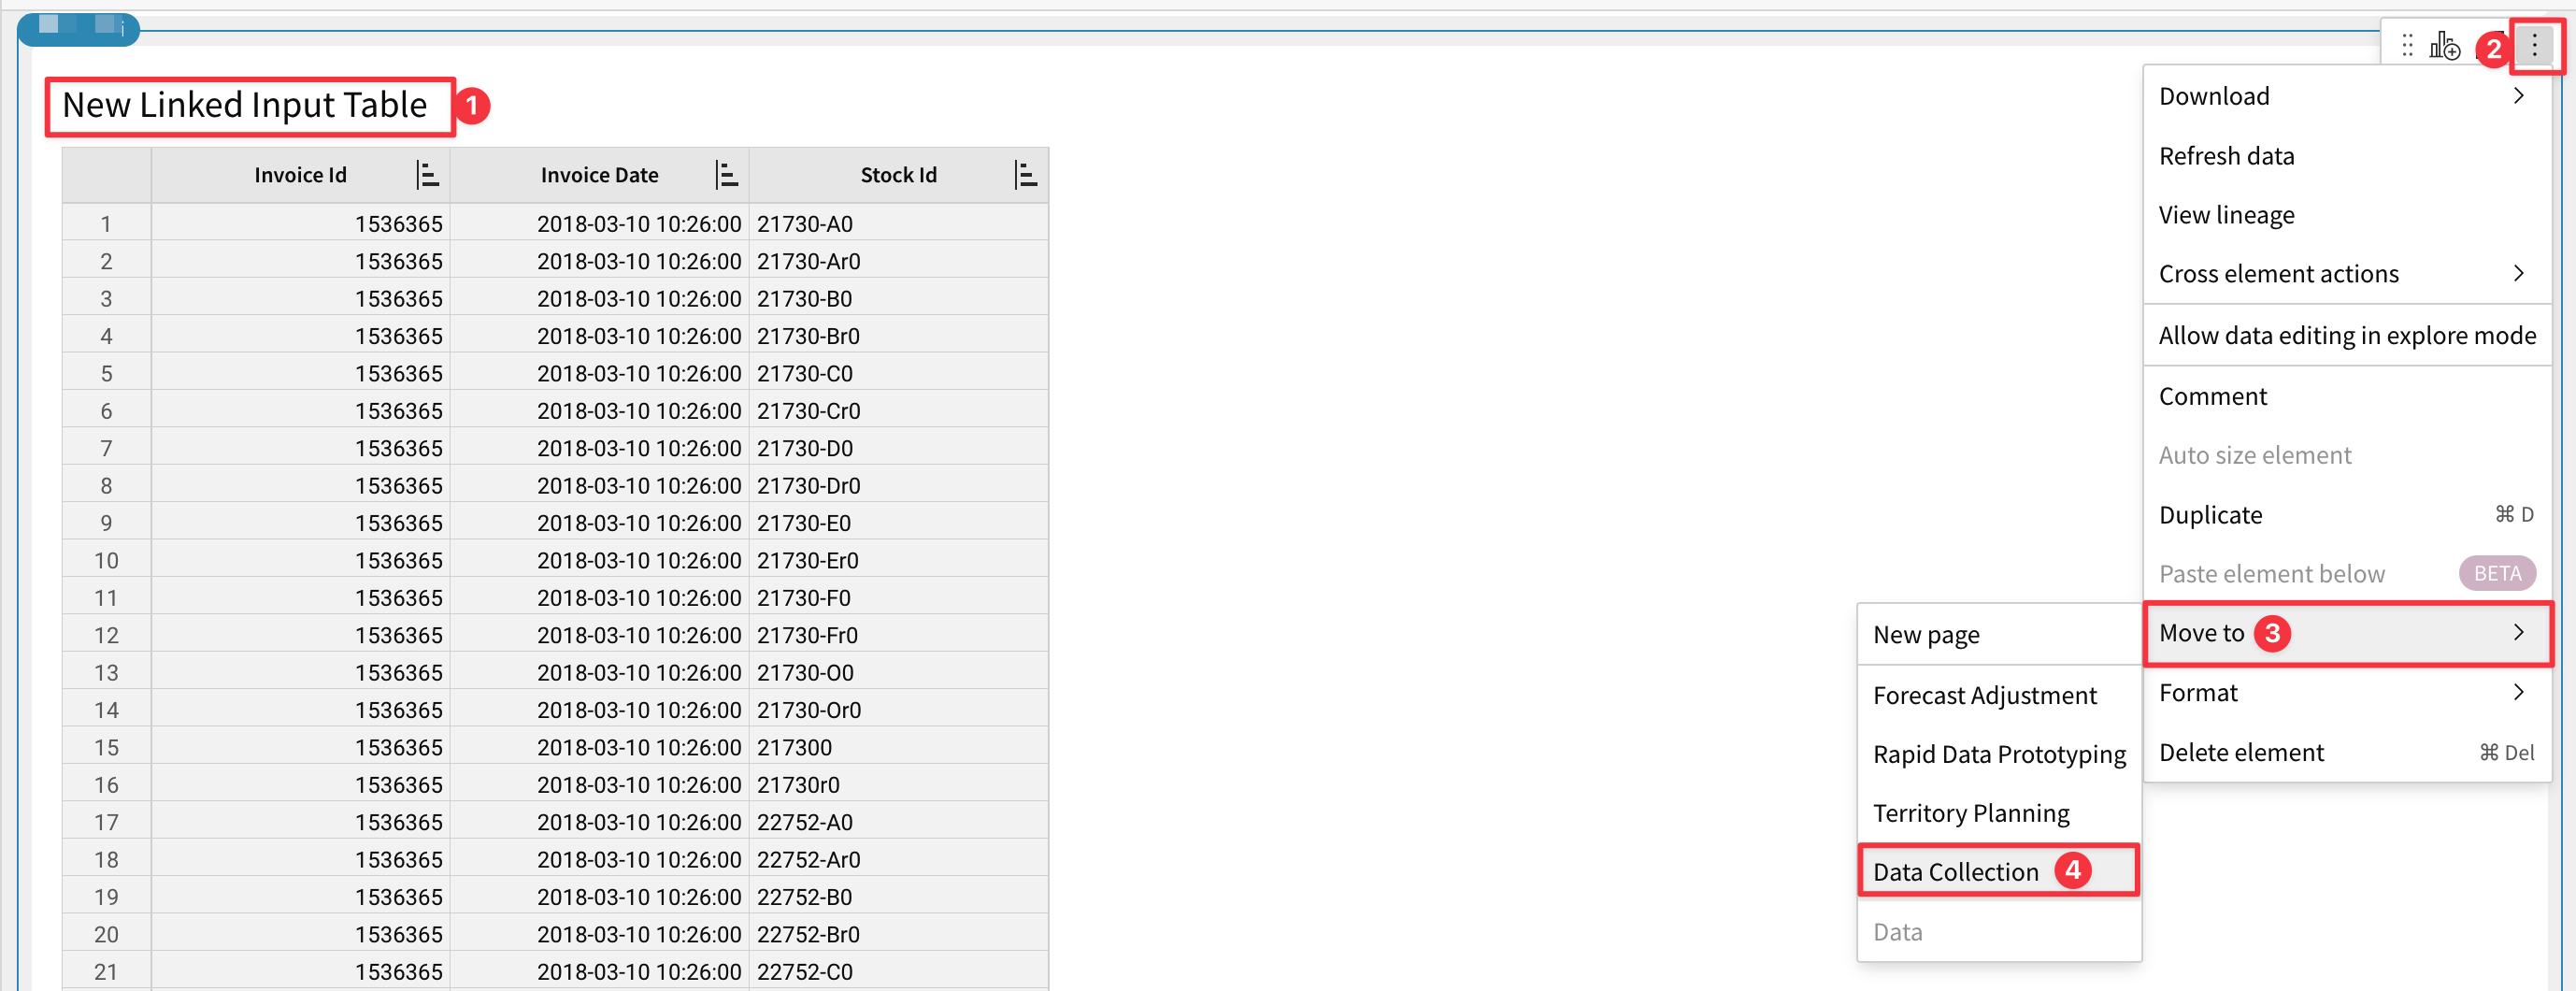 New Linked Input Table 1
2
Invoice Id Invoice Date Stock Id
1 1536365 2018-03-10 10:26:00 21730-A0
2 1536365 2018-03-10 10:26:00 21730-Ar0
3 1536365 2018-03-10 10:26:00 21730-B0
4 1536365 2018-03-10 10:26:00 21730-Br0
5 1536365 2018-03-10 10:26:00 21730-C0
6 1536365 2018-03-10 10:26:00 21730-Cr0
7 1536365 2018-03-10 10:26:00 21730-D0
8 1536365 2018-03-10 10:26:00 21730-Dr0
9 1536365 2018-03-10 10:26:00 21730-E0
10 1536365 2018-03-10 10:26:00 21730-Er0
11 1536365 2018-03-10 10:26:00 21730-F0
12 1536365 2018-03-10 10:26:00 21730-Fr0
13 1536365 2018-03-10 10:26:00 21730-O0
14 1536365 2018-03-10 10:26:00 21730-Or0
15 1536365 2018-03-10 10:26:00 217300
16 1536365 2018-03-10 10:26:00 21730r0
17 1536365 2018-03-10 10:26:00 22752-A0
18 1536365 2018-03-10 10:26:00 22752-Ar0
19 1536365 2018-03-10 10:26:00 22752-B0
20 1536365 2018-03-10 10:26:00 22752-Br0
21 1536365 2018-03-10 10:26:00 22752-C0
Download
Refresh data
View lineage
Cross element actions
Allow data editing in explore mode
Comment
Auto size element
Duplicate ⌘ D
Paste element below BETA
Move to 3
Format
Delete element ⌘ Del
New page
Forecast Adjustment
Rapid Data Prototyping
Territory Planning
Data Collection 4
Data